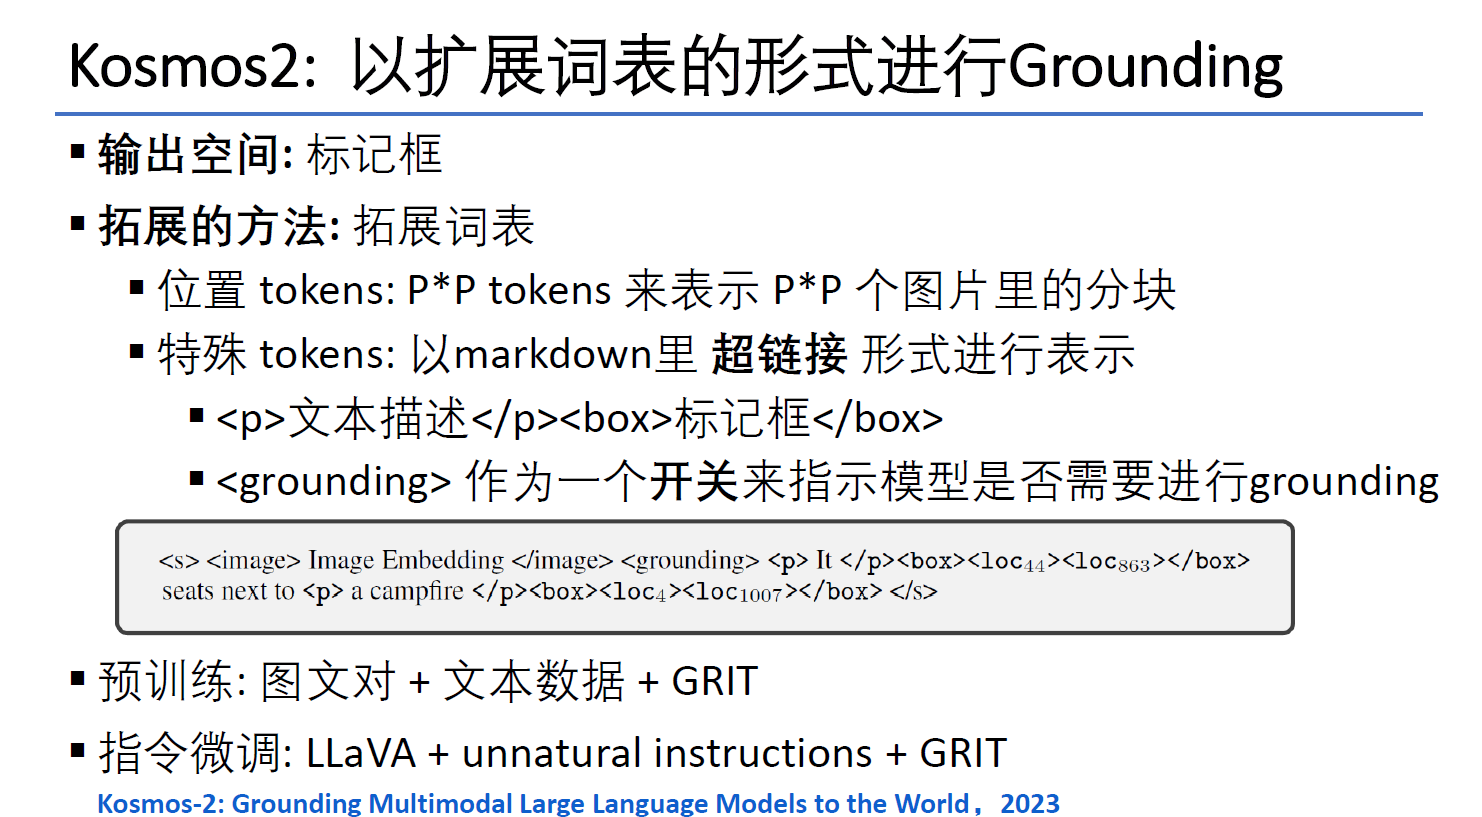 Kosmos2: 以扩展词表的形式进行Grounding
▪ 输出空间: 标记框
▪ 拓展的方法: 拓展词表
▪ 位置 tokens: P*P tokens 来表示 P*P 个图片里的分块
▪ 特殊 tokens: 以markdown里 超链接 形式进行表示
▪ <p>文本描述</p><box>标记框</box>
▪ <grounding> 作为一个开关来指示模型是否需要进行grounding
<s> <image> Image Embedding </image> <grounding> <p> It </p><box><loc₄₄><loc₈₆₃></box>
seats next to <p> a campfire </p><box><loc₄><loc₁₀₀₇></box> </s>
▪ 预训练: 图文对 + 文本数据 + GRIT
▪ 指令微调: LLaVA + unnatural instructions + GRIT
Kosmos-2: Grounding Multimodal Large Language Models to the World，2023